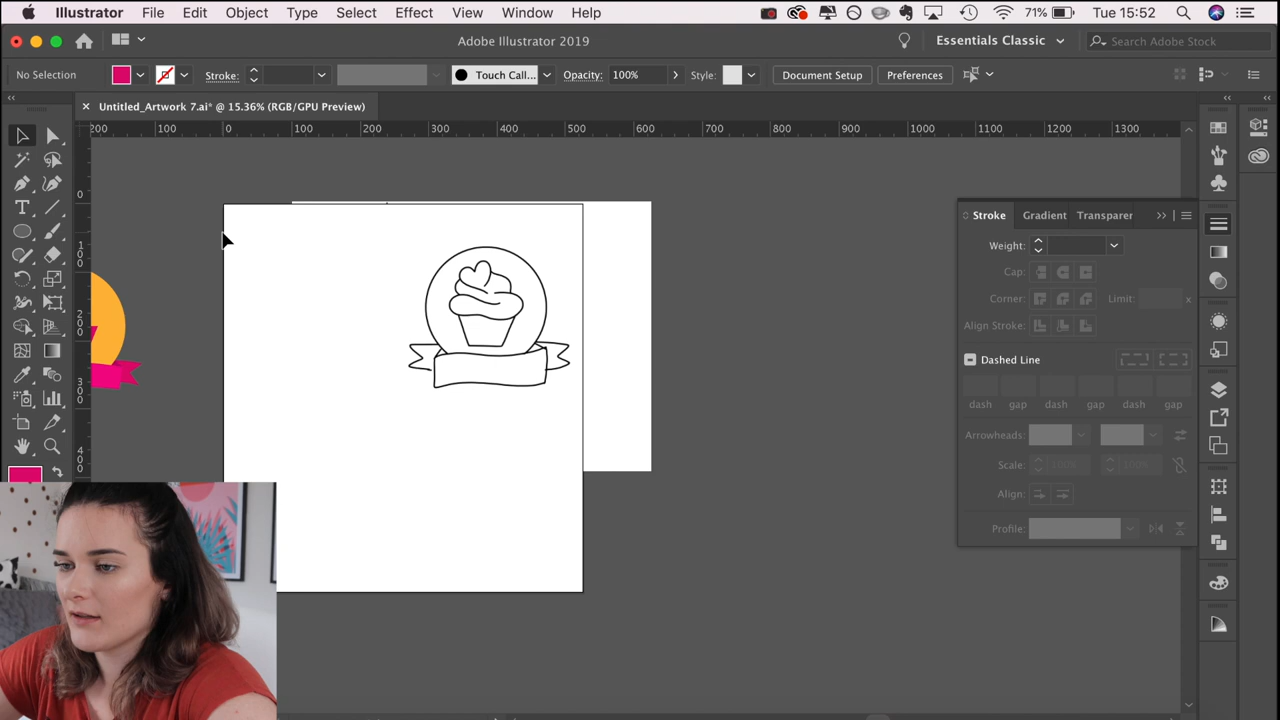 Illustrator File Edit Object Type Select Effect View Window Help 71% Tue 15:52
Adobe Illustrator 2019 Essentials Classic Search Adobe Stock
No Selection Stroke: Touch Call... Opacity: 100% Style: Document Setup Preferences
Untitled_Artwork 7.ai* @ 15.36% (RGB/GPU Preview)
200 100 0 100 200 300 400 500 600 700 800 900 1000 1100 1200 1300
0
100
200
300
400
Stroke Gradient Transparer
Weight:
Cap:
Corner: Limit: x
Align Stroke:
Dashed Line
dash gap dash gap dash gap
Arrowheads:
Scale: 100% 100%
Align:
Profile: